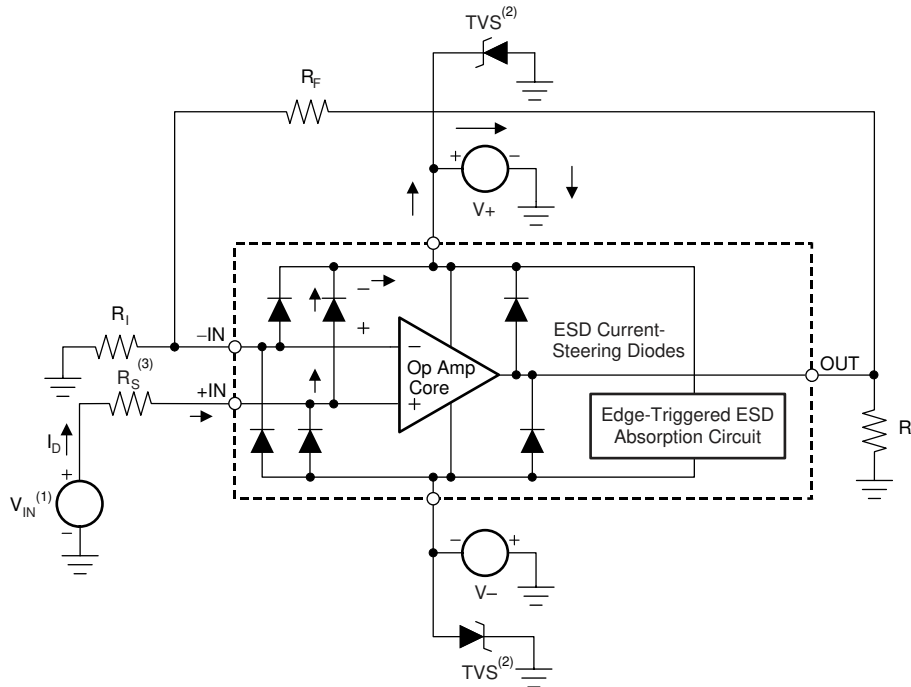 TVS(2)
RF
+ −
V+
RI
−
+
−IN
ESD Current-
Steering Diodes
−
Op Amp
Core
+
OUT
RS(3)
+IN
Edge-Triggered ESD
Absorption Circuit
R
ID
+
VIN(1)
−
− +
V−
TVS(2)